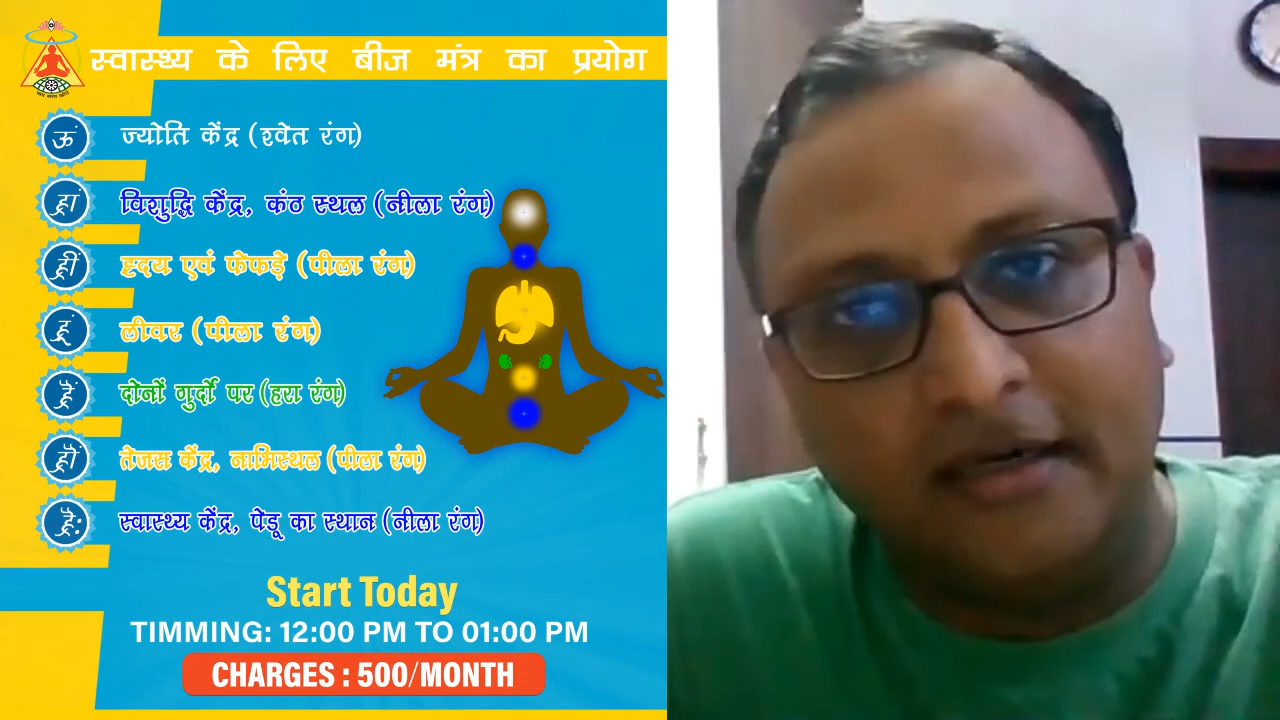 स्वास्थ्य के लिए बीज मंत्र का प्रयोग
ऊं ज्योति केंद्र (श्वेत रंग)
ह्रां विशुद्धि केंद्र, कंठ स्थल (नीला रंग)
ह्रीं ह्दय एवं फेफड़े (पीला रंग)
ह्रूं लीवर (पीला रंग)
ह्रें दोनों गुर्दो पर (हरा रंग)
ह्रों तेजस केंद्र, नाभिस्थल (पीला रंग)
ह्रें: स्वास्थ्य केंद्र, पेडू का स्थान (नीला रंग)
Start Today
TIMMING: 12:00 PM TO 01:00 PM
CHARGES : 500/MONTH